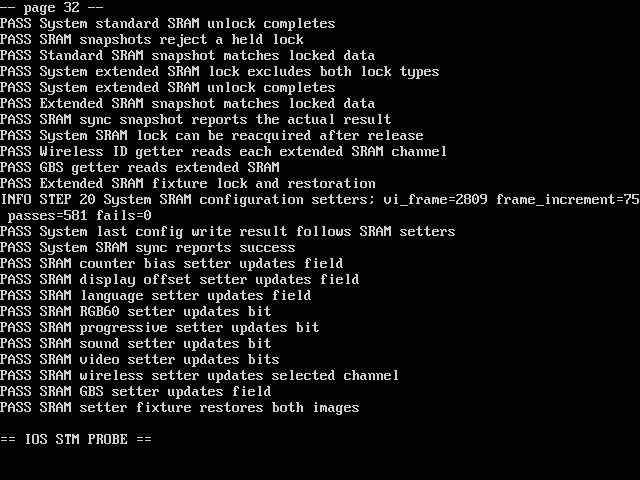 -- page 32 --
PASS System standard SRAM unlock completes
PASS SRAM snapshots reject a held lock
PASS Standard SRAM snapshot matches locked data
PASS System extended SRAM lock excludes both lock types
PASS System extended SRAM unlock completes
PASS Extended SRAM snapshot matches locked data
PASS SRAM sync snapshot reports the actual result
PASS System SRAM lock can be reacquired after release
PASS Wireless ID getter reads each extended SRAM channel
PASS GBS getter reads extended SRAM
PASS Extended SRAM fixture lock and restoration
INFO STEP 20 System SRAM configuration setters; vi_frame=2809 frame_increment=75
 passes=581 fails=0
PASS System last config write result follows SRAM setters
PASS System SRAM sync reports success
PASS SRAM counter bias setter updates field
PASS SRAM display offset setter updates field
PASS SRAM language setter updates field
PASS SRAM RGB60 setter updates bit
PASS SRAM progressive setter updates bit
PASS SRAM sound setter updates bit
PASS SRAM video setter updates bits
PASS SRAM wireless setter updates selected channel
PASS SRAM GBS setter updates field
PASS SRAM setter fixture restores both images

== IOS STM PROBE ==